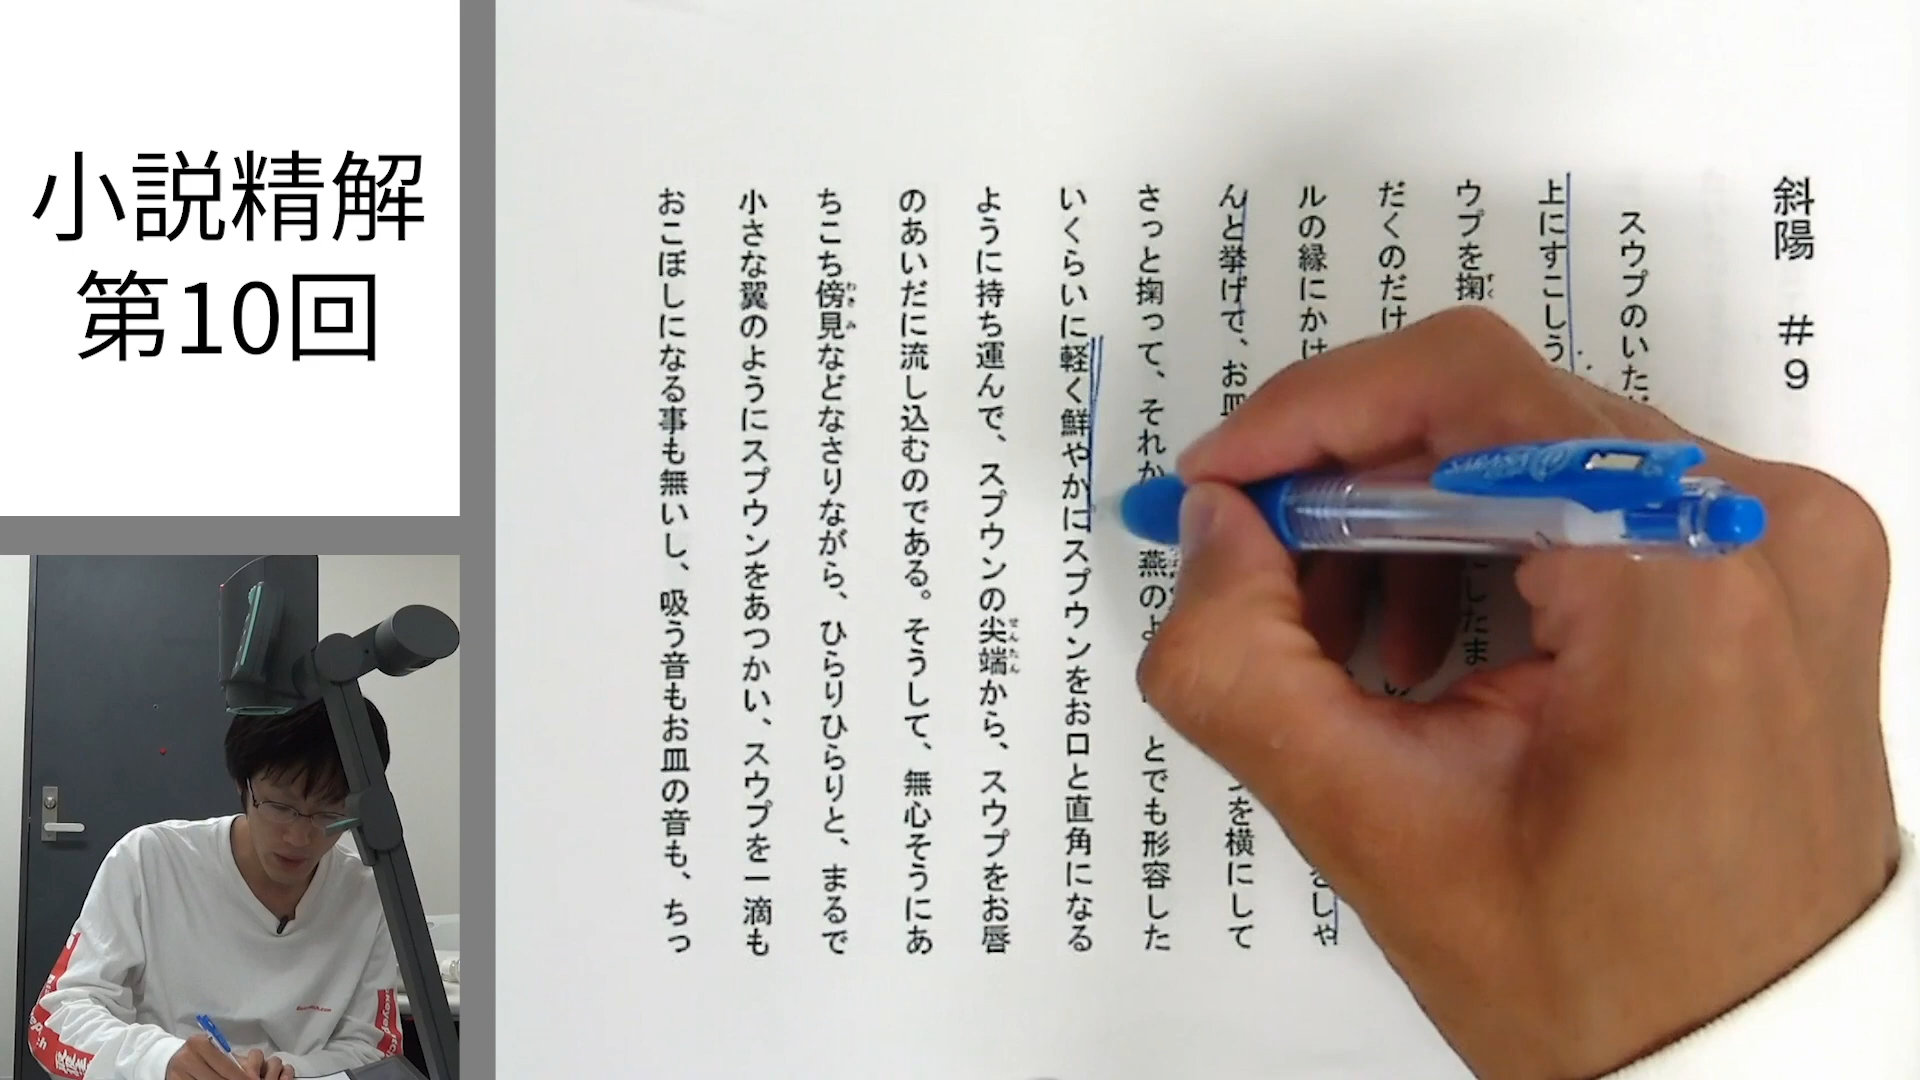 小説精解
第10回
斜陽 #9
スウプのいただ
上にすこしう
ウプを掬 にしたま
だくのだけ
ルの縁にかけ をしゃ
んと挙げで、お皿 つを横にして
さっと掬って、それか 燕のよ とでも形容した
いくらいに軽く鮮やかにスプウンをお口と直角になる
ように持ち運んで、スプウンの尖端から、スウプをお唇
のあいだに流し込むのである。そうして、無心そうにあ
ちこち傍見などなさりながら、ひらりひらりと、まるで
小さな翼のようにスプウンをあつかい、スウプを一滴も
おこぼしになる事も無いし、吸う音もお皿の音も、ちっ